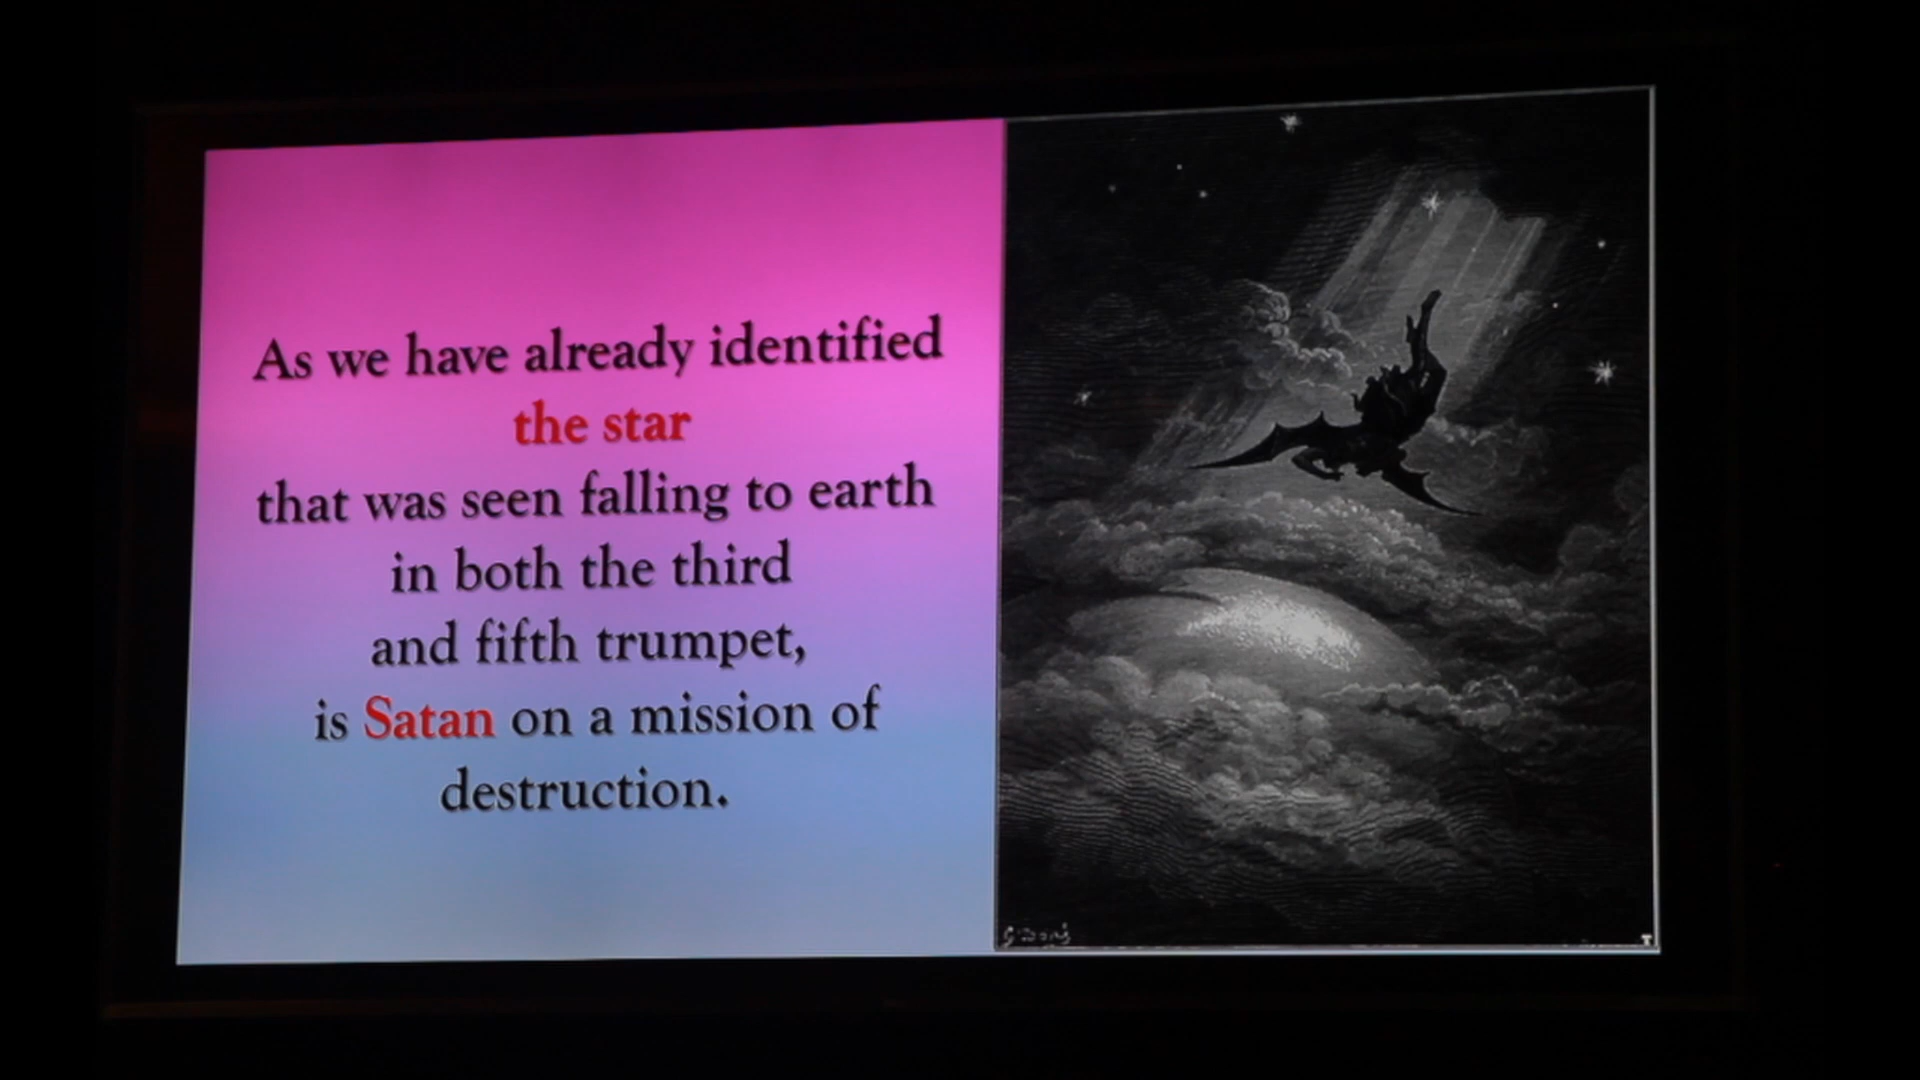 As we have already identified
the star
that was seen falling to earth
in both the third
and fifth trumpet,
is Satan on a mission of
destruction.
G. Doré